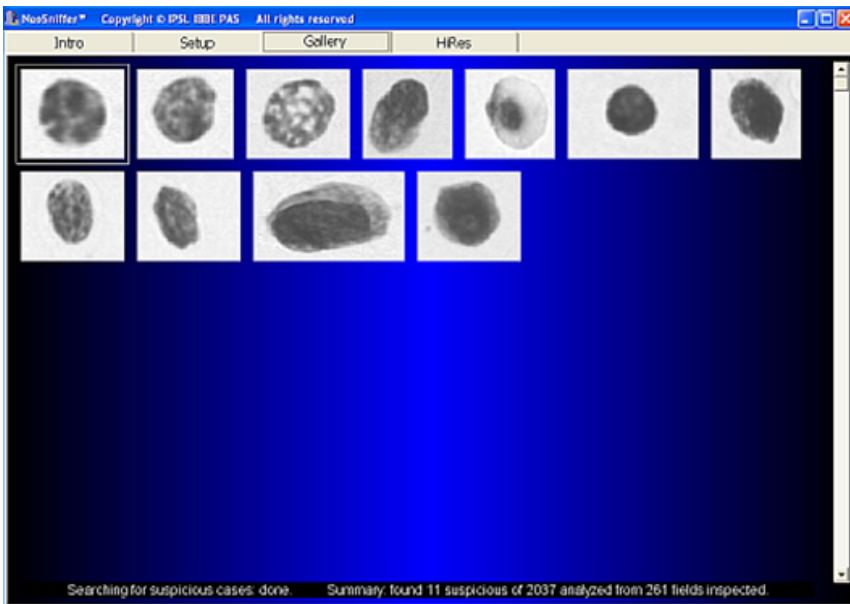 NeoSniffer™ Copyright © IPSL IBBE PAS All rights reserved
Intro Setup Gallery HiRes
Searching for suspicious cases: done. Summary: found 11 suspicious of 2037 analyzed from 261 fields inspected.